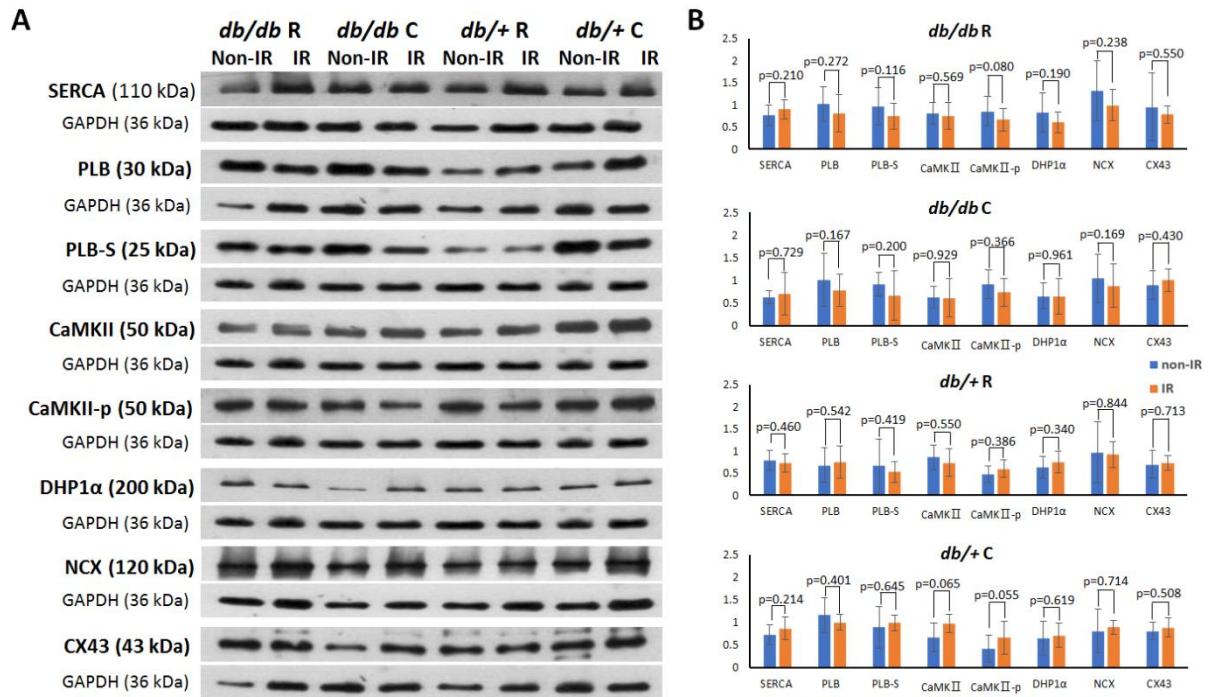 A
db/db R db/db C db/+ R db/+ C
Non-IR IR Non-IR IR Non-IR IR Non-IR IR
SERCA (110 kDa)
GAPDH (36 kDa)
PLB (30 kDa)
GAPDH (36 kDa)
PLB-S (25 kDa)
GAPDH (36 kDa)
CaMKII (50 kDa)
GAPDH (36 kDa)
CaMKII-p (50 kDa)
GAPDH (36 kDa)
DHP1α (200 kDa)
GAPDH (36 kDa)
NCX (120 kDa)
GAPDH (36 kDa)
CX43 (43 kDa)
GAPDH (36 kDa)
B
db/db R
2.5
2
1.5
1
0.5
0
p=0.210 p=0.272 p=0.116 p=0.569 p=0.080 p=0.190 p=0.238 p=0.550
SERCA PLB PLB-S CaMKⅡ CaMKⅡ-p DHP1α NCX CX43
db/db C
2.5
2
1.5
1
0.5
0
p=0.729 p=0.167 p=0.200 p=0.929 p=0.366 p=0.961 p=0.169 p=0.430
SERCA PLB PLB-S CaMKⅡ CaMKⅡ-p DHP1α NCX CX43
non-IR
IR
db/+ R
2.5
2
1.5
1
0.5
0
p=0.460 p=0.542 p=0.419 p=0.550 p=0.386 p=0.340 p=0.844 p=0.713
SERCA PLB PLB-S CaMKⅡ CaMKⅡ-p DHP1α NCX CX43
db/+ C
2.5
2
1.5
1
0.5
0
p=0.214 p=0.401 p=0.645 p=0.065 p=0.055 p=0.619 p=0.714 p=0.508
SERCA PLB PLB-S CaMKⅡ CaMKⅡ-p DHP1α NCX CX43